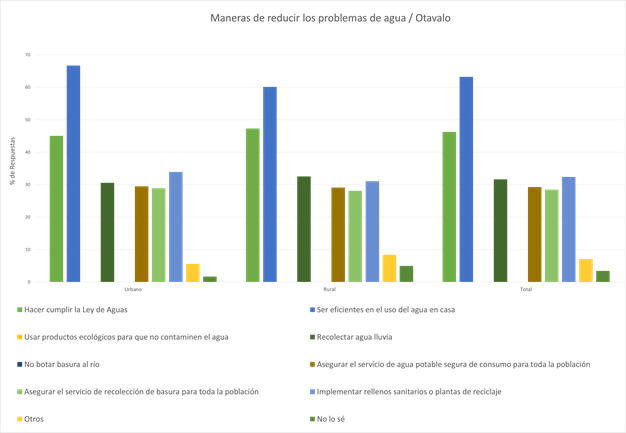 Maneras de reducir los problemas de agua / Otavalo
% de Respuestas
70
60
50
40
30
20
10
0
Urbano
Rural
Total
Hacer cumplir la Ley de Aguas
Ser eficientes en el uso del agua en casa
Usar productos ecológicos para que no contaminen el agua
Recolectar agua lluvia
No botar basura al río
Asegurar el servicio de agua potable segura de consumo para toda la población
Asegurar el servicio de recolección de basura para toda la población
Implementar rellenos sanitarios o plantas de reciclaje
Otros
No lo sé